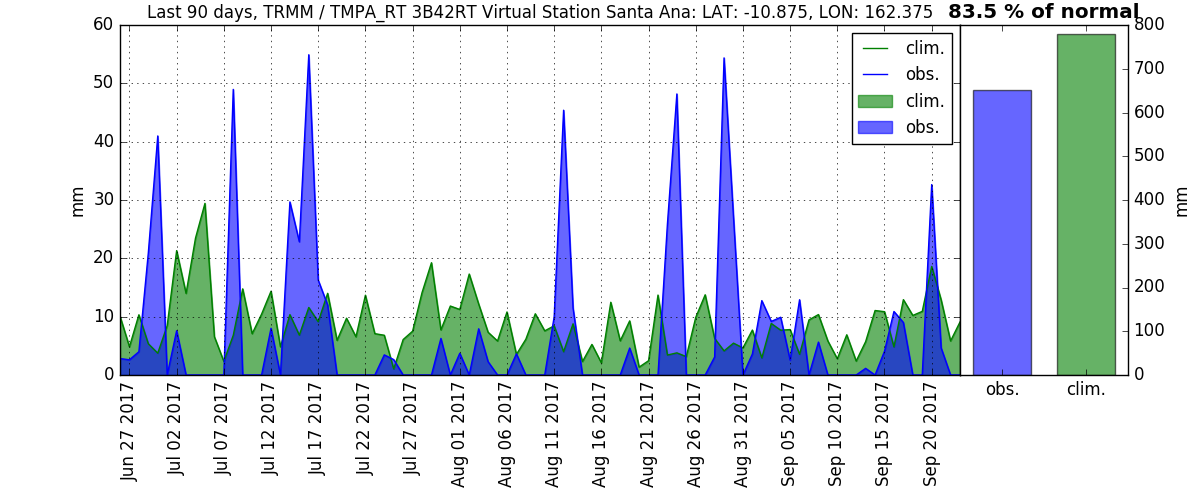 Last 90 days, TRMM / TMPA_RT 3B42RT Virtual Station Santa Ana: LAT: -10.875, LON: 162.375
83.5 % of normal
60
50
40
30
20
10
0
mm
clim.
obs.
clim.
obs.
800
700
600
500
400
300
200
100
0
mm
Jun 27 2017
Jul 02 2017
Jul 07 2017
Jul 12 2017
Jul 17 2017
Jul 22 2017
Jul 27 2017
Aug 01 2017
Aug 06 2017
Aug 11 2017
Aug 16 2017
Aug 21 2017
Aug 26 2017
Aug 31 2017
Sep 05 2017
Sep 10 2017
Sep 15 2017
Sep 20 2017
obs.
clim.